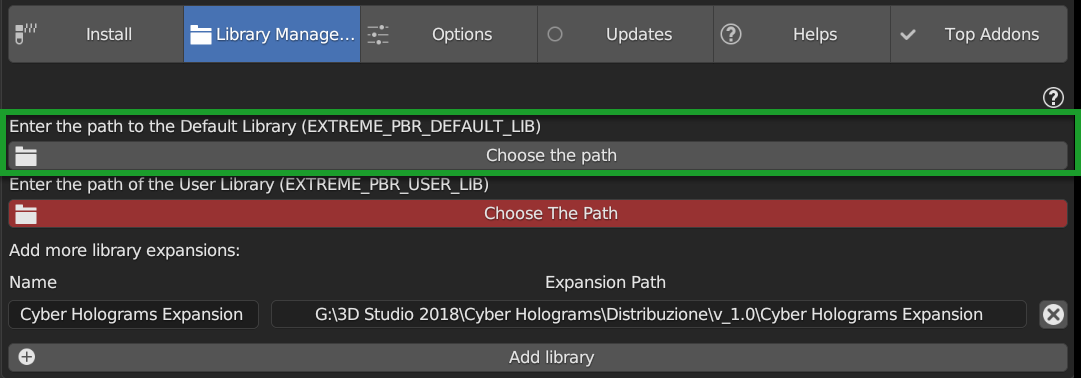 Install Library Manage... Options Updates Helps Top Addons
Enter the path to the Default Library (EXTREME_PBR_DEFAULT_LIB)
Choose the path
Enter the path of the User Library (EXTREME_PBR_USER_LIB)
Choose The Path
Add more library expansions:
Name Expansion Path
Cyber Holograms Expansion G:\3D Studio 2018\Cyber Holograms\Distribuzione\v_1.0\Cyber Holograms Expansion
Add library